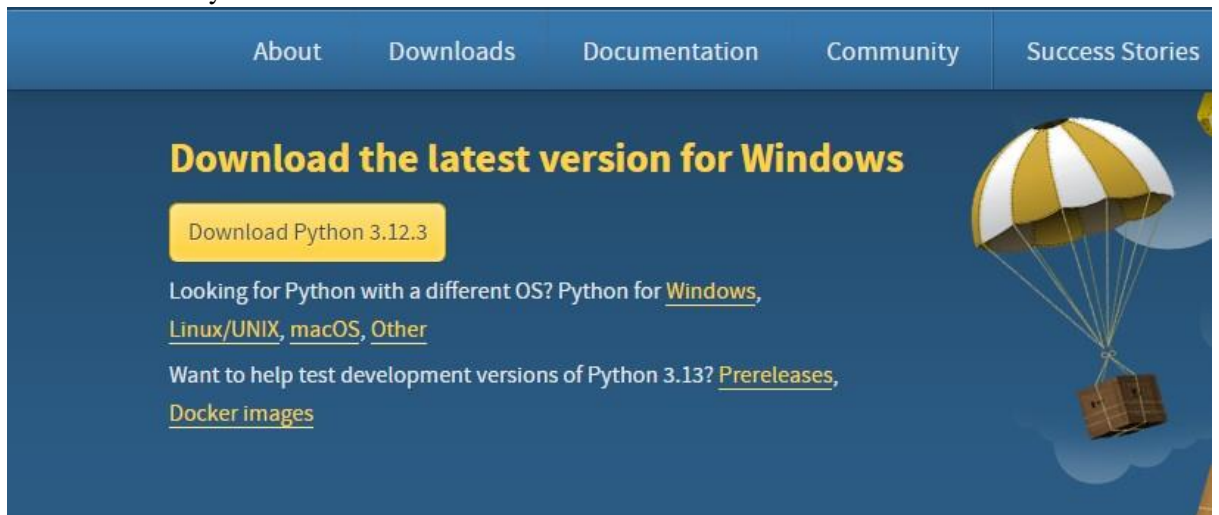 About Downloads Documentation Community Success Stories
Download the latest version for Windows
Download Python 3.12.3
Looking for Python with a different OS? Python for Windows,
Linux/UNIX, macOS, Other
Want to help test development versions of Python 3.13? Prereleases,
Docker images